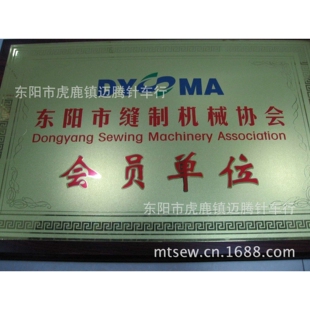 DYSMA
东阳市虎鹿镇迈腾针车行
东阳市缝制机械协会
Dongyang Sewing Machinery Association
会员单位
东阳市虎鹿镇迈腾针车行
mtsew.cn.1688.com